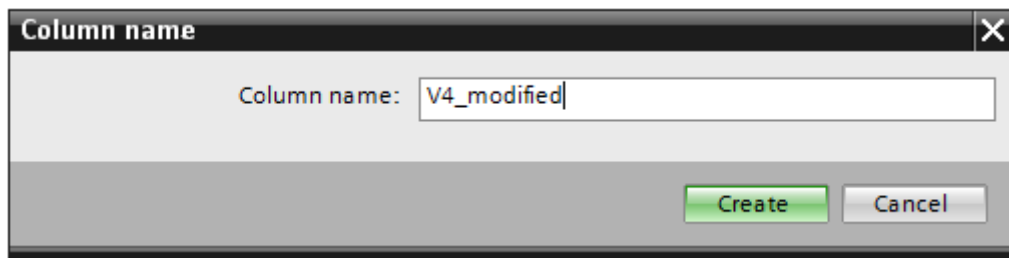 Column name
Column name: V4_modified
Create Cancel